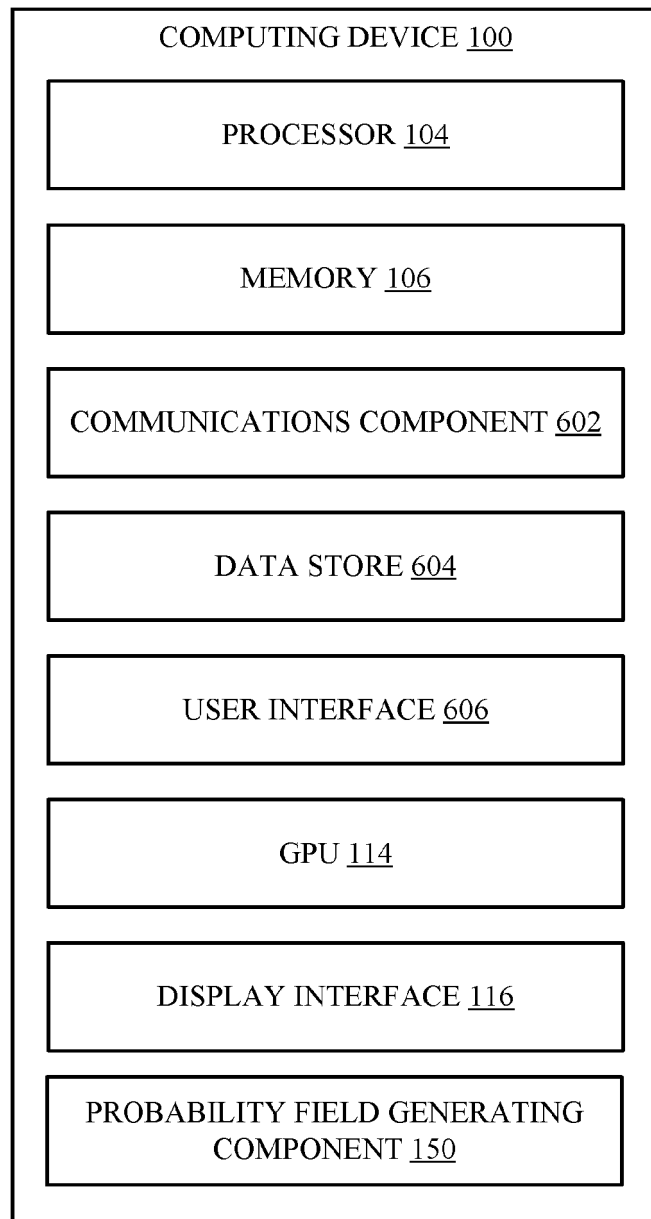 COMPUTING DEVICE 100
PROCESSOR 104
MEMORY 106
COMMUNICATIONS COMPONENT 602
DATA STORE 604
USER INTERFACE 606
GPU 114
DISPLAY INTERFACE 116
PROBABILITY FIELD GENERATING
COMPONENT 150